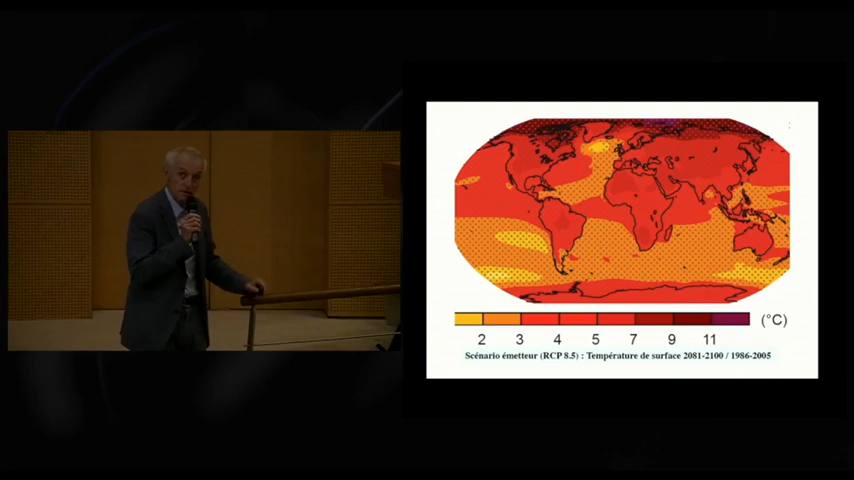 (°C)
2 3 4 5 7 9 11
Scénario émetteur (RCP 8.5) : Température de surface 2081-2100 / 1986-2005